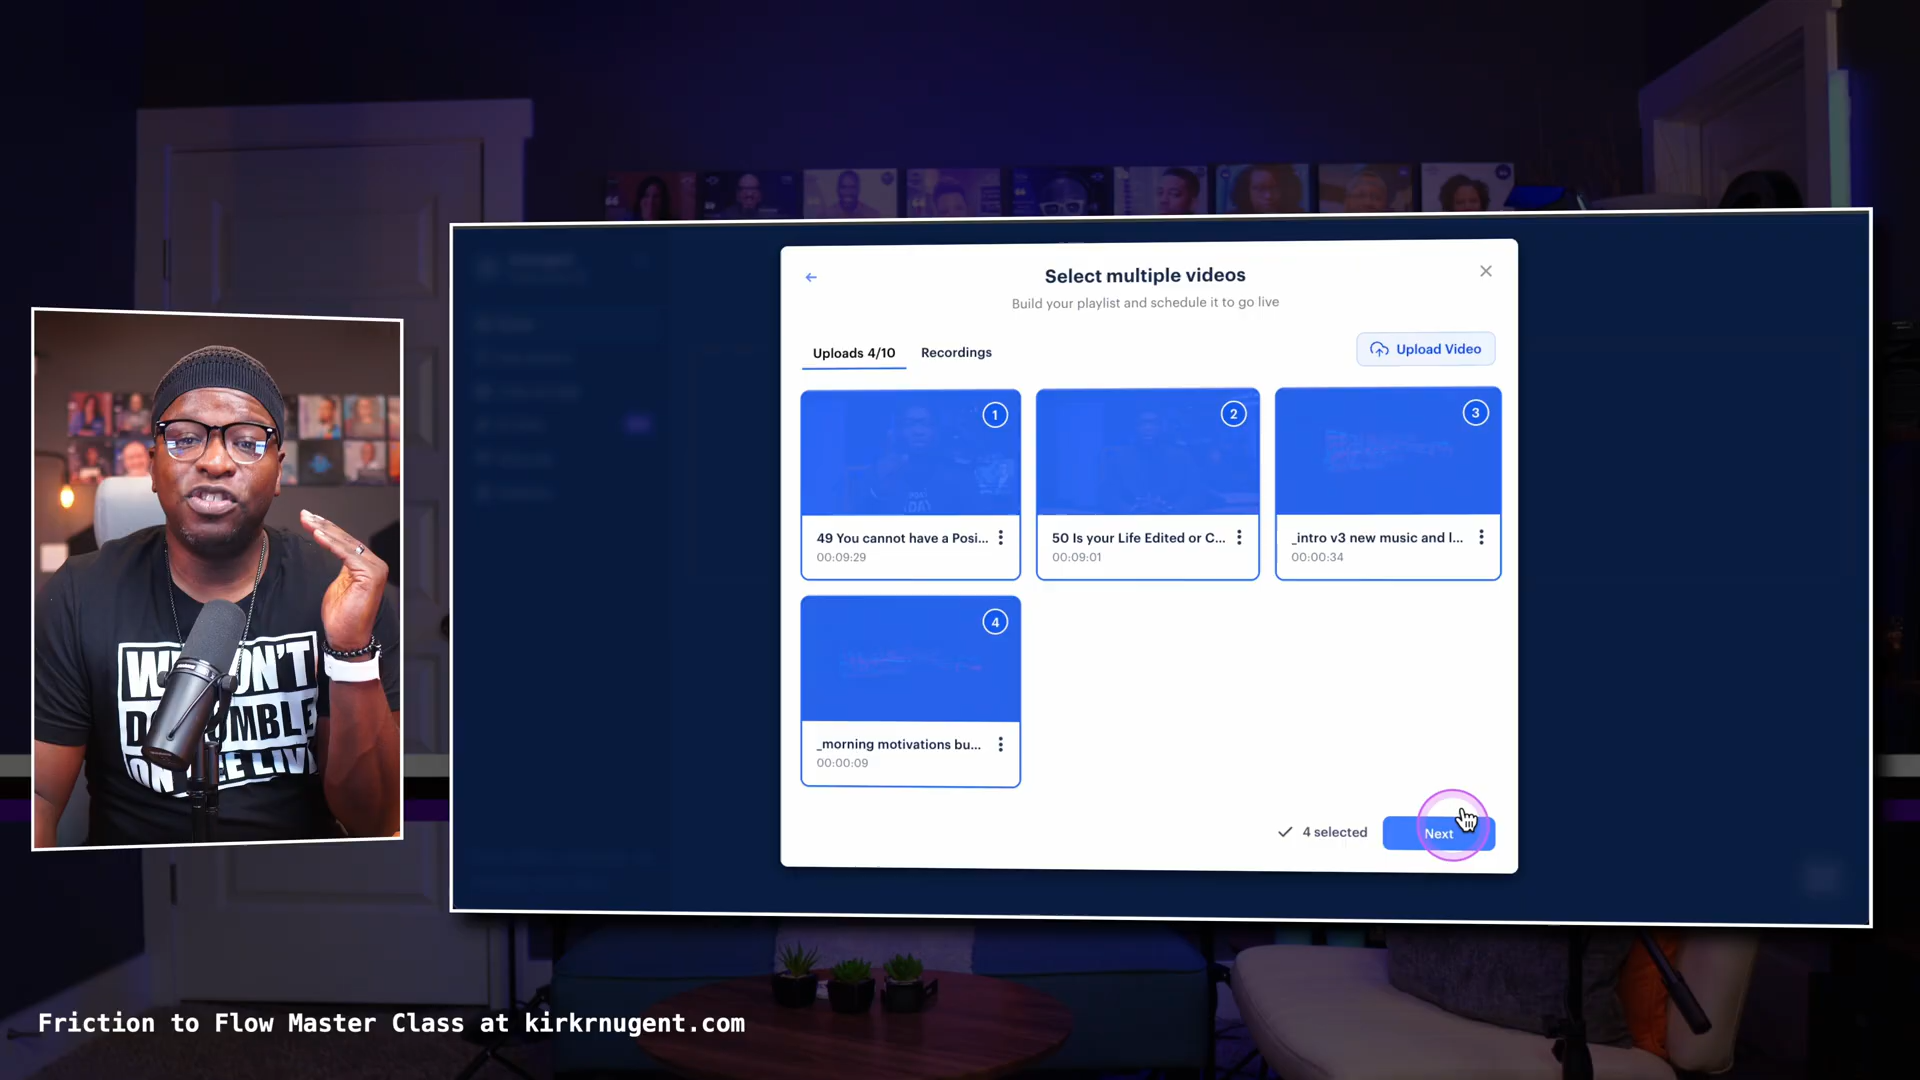 Select multiple videos
Build your playlist and schedule it to go live
Uploads 4/10
Recordings
Upload Video
1
2
3
49 You cannot have a Posi...
00:09:29
50 Is your Life Edited or C...
00:09:01
_intro v3 new music and l...
00:00:34
4
_morning motivations bu...
00:00:09
4 selected
Next
Friction to Flow Master Class at kirkrnugent.com